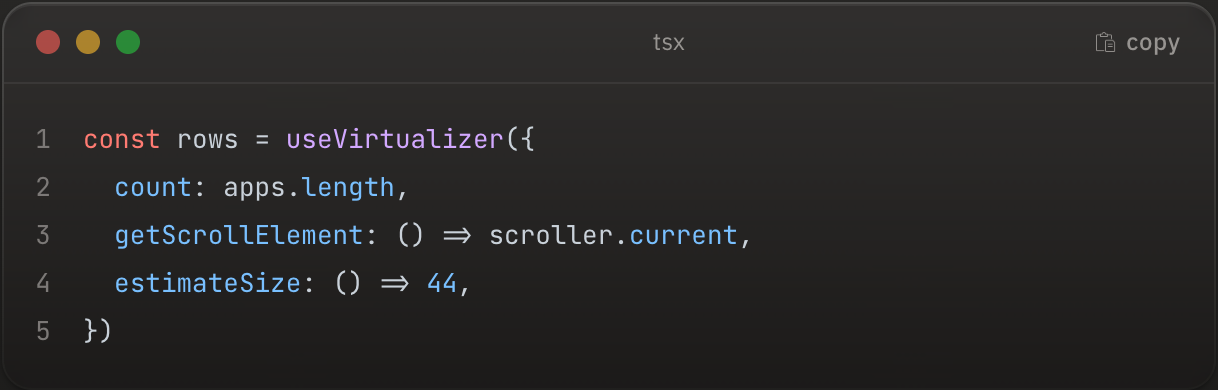 tsx
copy
1 const rows = useVirtualizer({
2   count: apps.length,
3   getScrollElement: () => scroller.current,
4   estimateSize: () => 44,
5 })